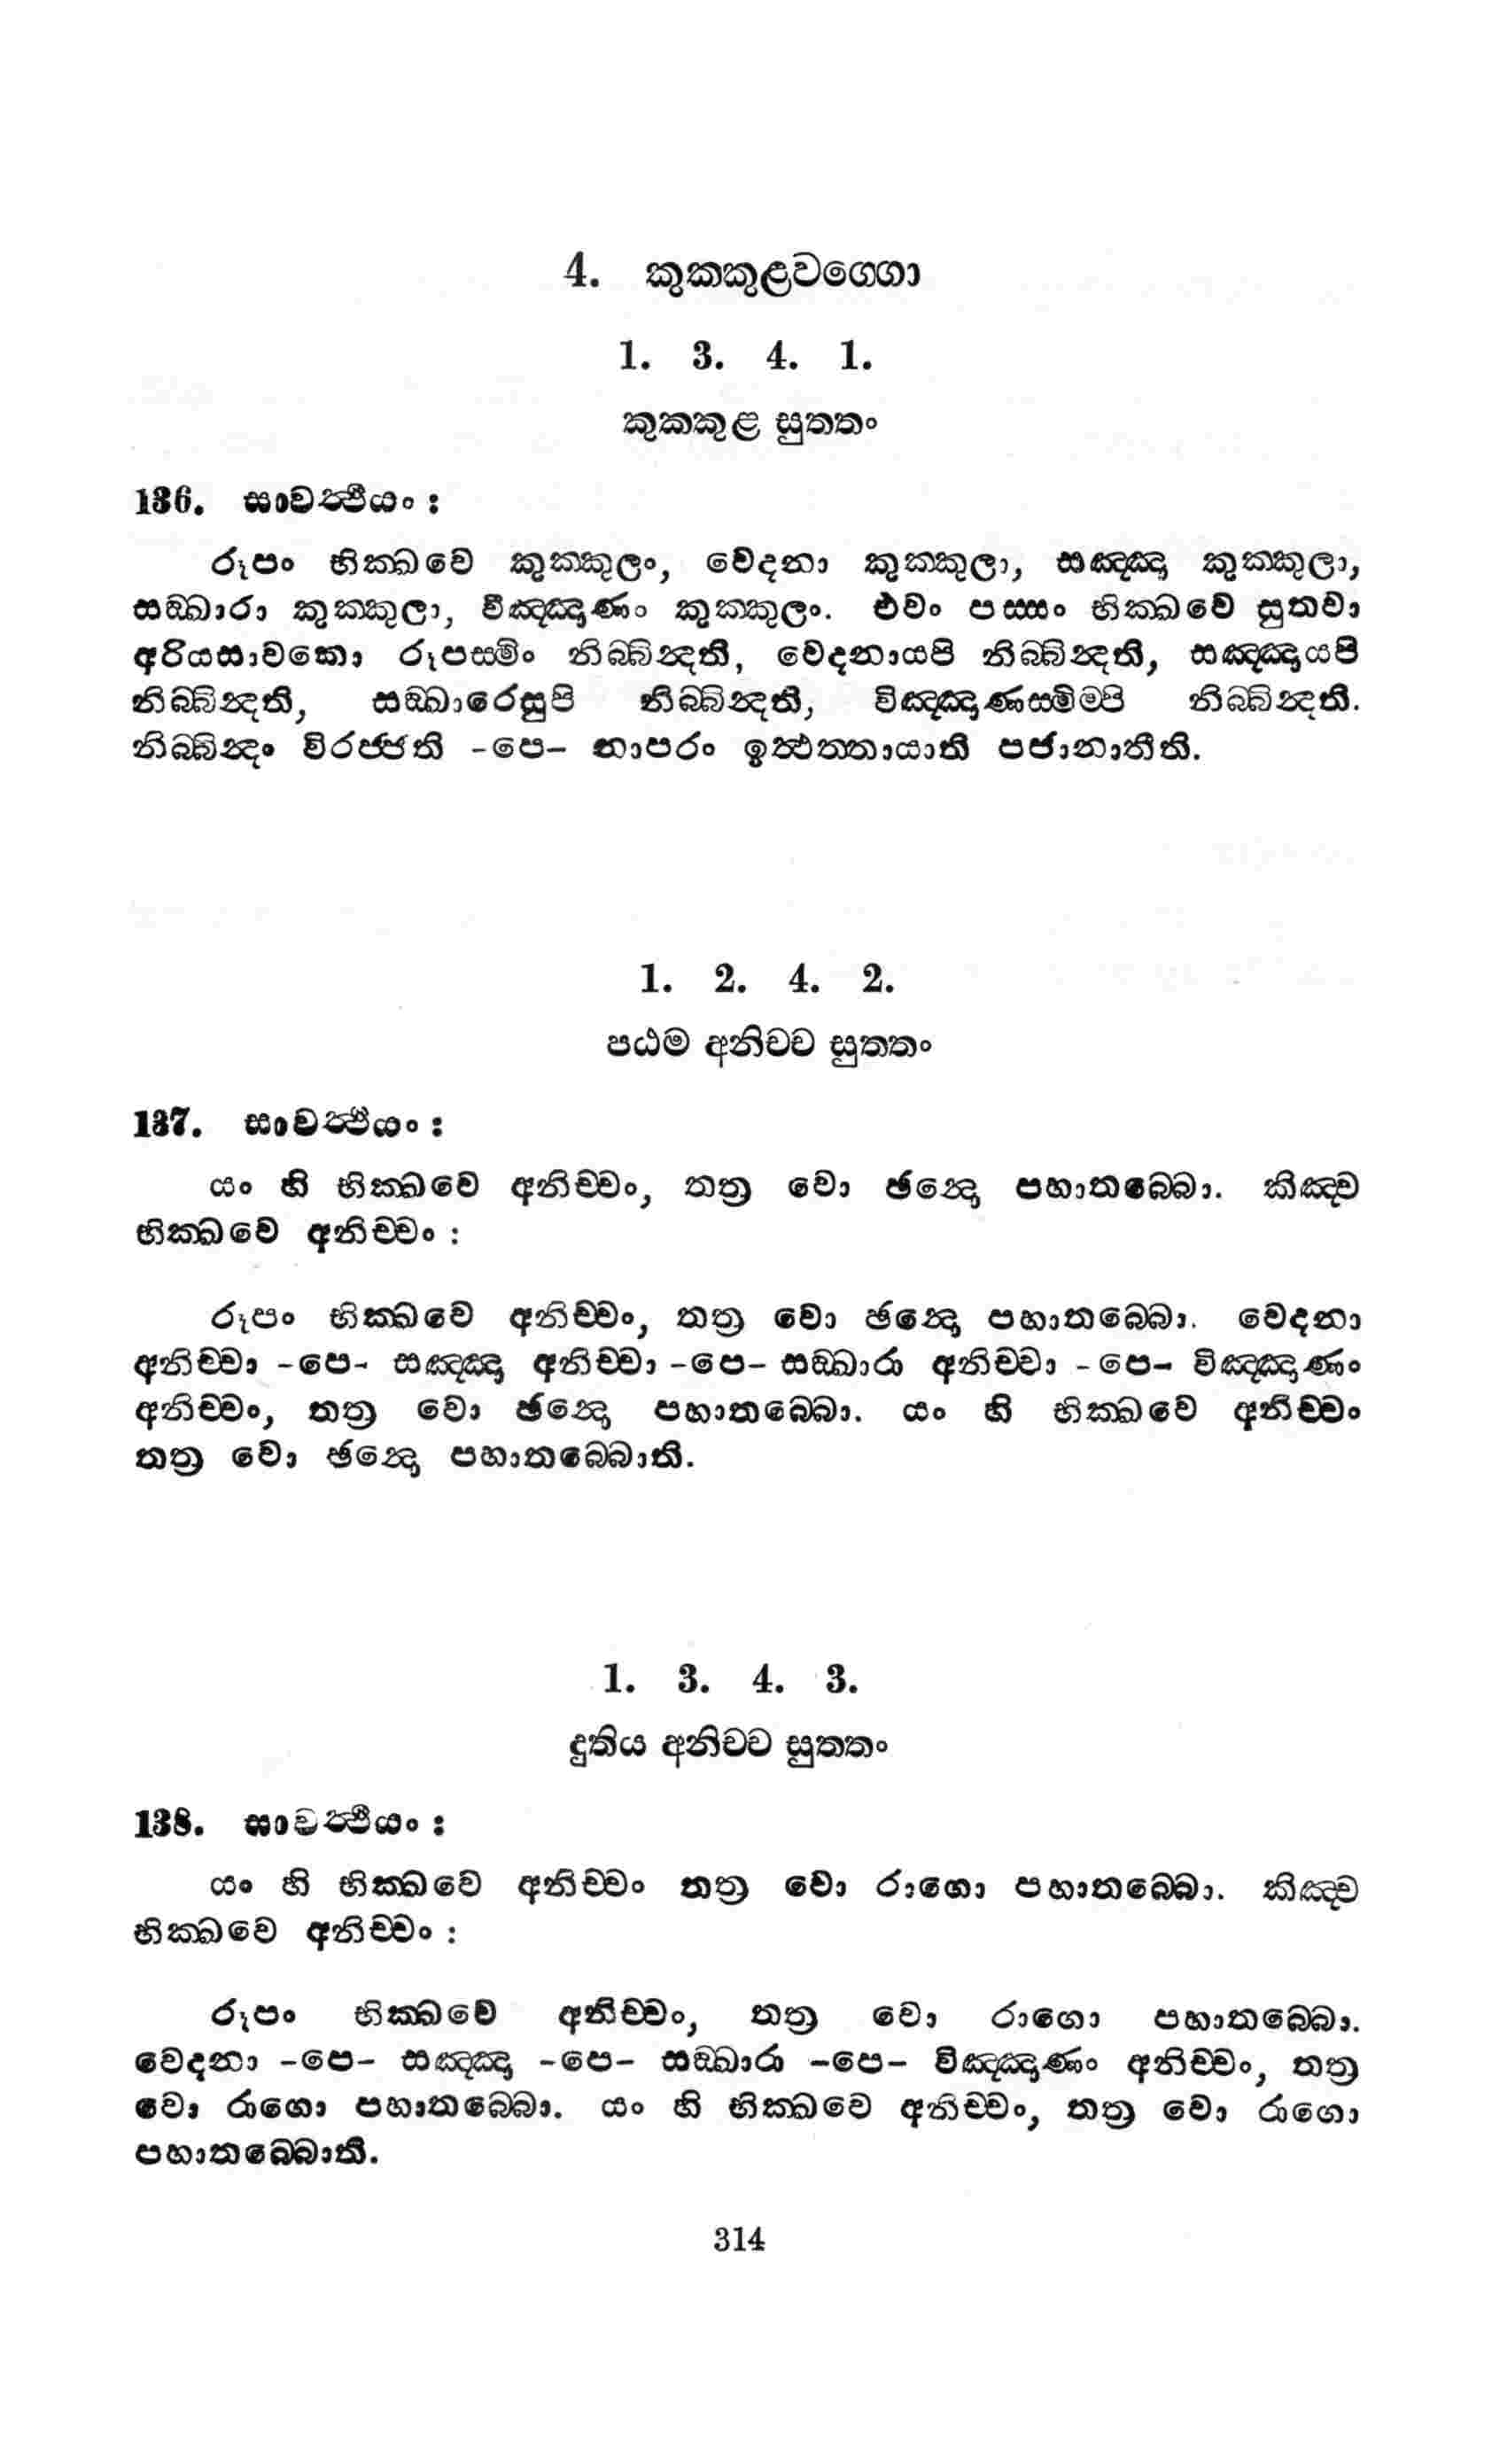 4. කුක්කුළවග්ගො
1. 3. 4. 1.
කුක්කුළ සුත්තං
136. සාවත්ථියං :
රූපං භික්ඛවෙ කුක්කුලං, වෙදනා කුක්කුලා, සඤ්ඤා කුක්කුලා,
සඞ්ඛාරා කුක්කුලා, විඤ්ඤාණං කුක්කුලං. එවං පස්සං භික්ඛවෙ සුතවා
අරියසාවකො රූපස්මිං නිබ්බින්දති, වෙදනායපි නිබ්බින්දති, සඤ්ඤායපි
නිබ්බින්දති, සඞ්ඛාරෙසුපි නිබ්බින්දති, විඤ්ඤාණස්මිම්පි නිබ්බින්දති.
නිබ්බින්දං විරජ්ජති -පෙ- නාපරං ඉත්ථත්තායාති පජානාතීති.
1. 2. 4. 2.
පඨම අනිච්ච සුත්තං
137. සාවත්ථියං :
යං හි භික්ඛවෙ අනිච්චං, තත්‍ර වො ඡන්දො පහාතබ්බො. කිඤ්ච
භික්ඛවෙ අනිච්චං :
රූපං භික්ඛවෙ අනිච්චං, තත්‍ර වො ඡන්දො පහාතබ්බො. වෙදනා
අනිච්චා -පෙ- සඤ්ඤා අනිච්චා -පෙ- සඞ්ඛාරා අනිච්චා -පෙ- විඤ්ඤාණං
අනිච්චං, තත්‍ර වො ඡන්දො පහාතබ්බො. යං හි භික්ඛවෙ අනිච්චං
තත්‍ර වො ඡන්දො පහාතබ්බොති.
1. 3. 4. 3.
දුතිය අනිච්ච සුත්තං
138. සාවත්ථියං :
යං හි භික්ඛවෙ අනිච්චං තත්‍ර වො රාගො පහාතබ්බො. කිඤ්ච
භික්ඛවෙ අනිච්චං :
රූපං භික්ඛවෙ අනිච්චං, තත්‍ර වො රාගො පහාතබ්බො.
වෙදනා -පෙ- සඤ්ඤා -පෙ- සඞ්ඛාරා -පෙ- විඤ්ඤාණං අනිච්චං, තත්‍ර
වො රාගො පහාතබ්බො. යං හි භික්ඛවෙ අනිච්චං, තත්‍ර වො රාගො
පහාතබ්බොති.
314